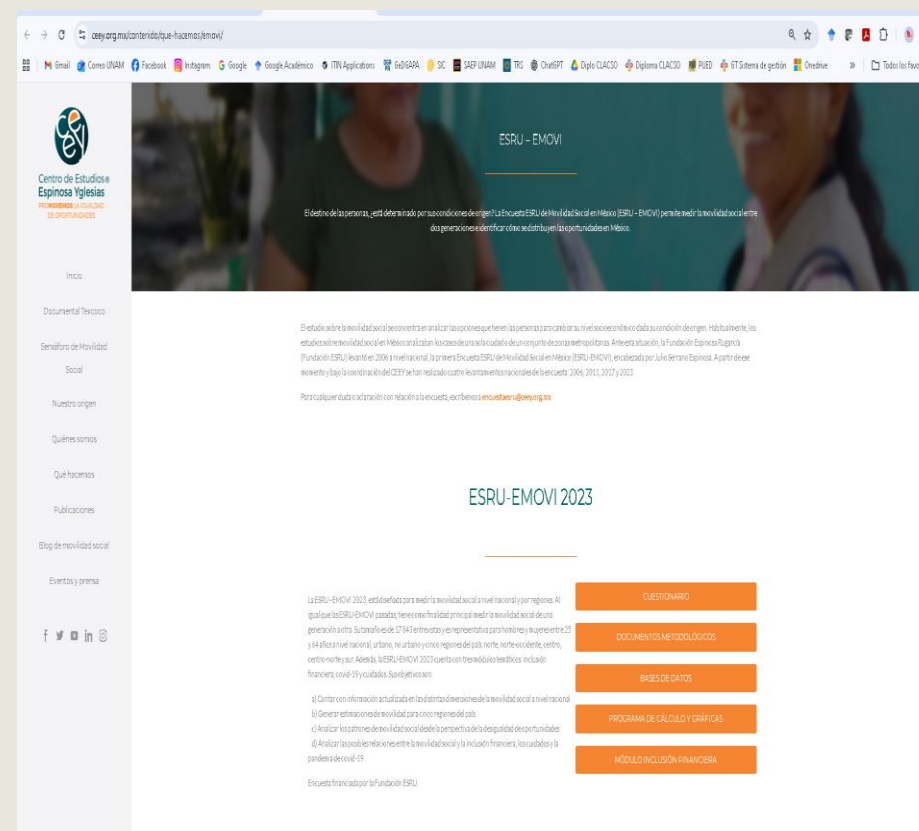 ceey.org.mx/contenido/que-hacemos/emovi/
Gmail Correo UNAM Facebook Instagram Google Google Académico ITIN Applications GeDGAPA SIC SAEP UNAM TRS ChatGPT Diplo CLACSO Diploma CLACSO PUED GT Sistema de gestión Onedrive » Todos los favo
Centro de Estudios
Espinosa Yglesias
PROMOVEMOS LA IGUALDAD
DE OPORTUNIDADES
Inicio
Documental Texcoco
Semáforo de Movilidad
Social
Nuestro origen
Quiénes somos
Qué hacemos
Publicaciones
Blog de movilidad social
Eventos y prensa
ESRU – EMOVI
El destino de las personas, ¿está determinado por sus condiciones de origen? La Encuesta ESRU de Movilidad Social en México (ESRU – EMOVI) permite medir la movilidad social entre
dos generaciones e identificar cómo se distribuyen las oportunidades en México.
El estudio sobre la movilidad social se concentra en analizar las opciones que tienen las personas para cambiar su nivel socioeconómico dada su condición de origen. Habitualmente, los
estudios sobre movilidad social en México analizaban los casos de una sola ciudad o de un conjunto de zonas metropolitanas. Ante esta situación, la Fundación Espinosa Rugarcía
(Fundación ESRU) levantó en 2006 a nivel nacional, la primera Encuesta ESRU de Movilidad Social en México (ESRU-EMOVI), encabezada por Julio Serrano Espinosa. A partir de ese
momento y bajo la coordinación del CEEY se han realizado cuatro levantamientos nacionales de la encuesta: 2006, 2011, 2017 y 2023.
Para cualquier duda o aclaración con relación a la encuesta, escríbenos a encuestaesru@ceey.org.mx
ESRU-EMOVI 2023
La ESRU–EMOVI 2023, está diseñada para medir la movilidad social a nivel nacional y por regiones. Al
igual que las ESRU-EMOVI pasadas, tiene como finalidad principal medir la movilidad social de una
generación a otra. Su tamaño es de 17 843 entrevistas y es representativa para hombres y mujeres entre 25
y 64 años a nivel nacional, urbano, no urbano y cinco regiones del país: norte, norte-occidente, centro,
centro-norte y sur. Además, la ESRU-EMOVI 2023 cuenta con tres módulos temáticos: inclusión
financiera, covid-19 y cuidados. Sus objetivos son:
a) Contar con información actualizada en las distintas dimensiones de la movilidad social a nivel nacional
b) Generar estimaciones de movilidad para cinco regiones del país.
c) Analizar los patrones de movilidad social desde la perspectiva de la desigualdad de oportunidades
d) Analizar las posibles relaciones entre la movilidad social y la inclusión financiera, los cuidados y la
pandemia de covid-19
Encuesta financiada por la Fundación ESRU
CUESTIONARIO
DOCUMENTOS METODOLÓGICOS
BASES DE DATOS
PROGRAMA DE CÁLCULO Y GRÁFICAS
MÓDULO INCLUSIÓN FINANCIERA